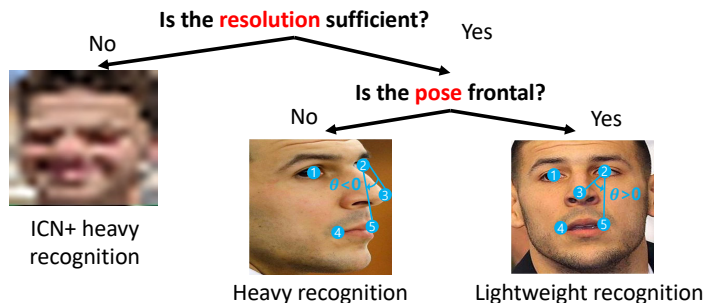 Is the resolution sufficient?
No
Yes
Is the pose frontal?
No
Yes
1
2
θ<0
3
4
5
1
2
3
θ>0
4
5
ICN+ heavy
recognition
Heavy recognition
Lightweight recognition